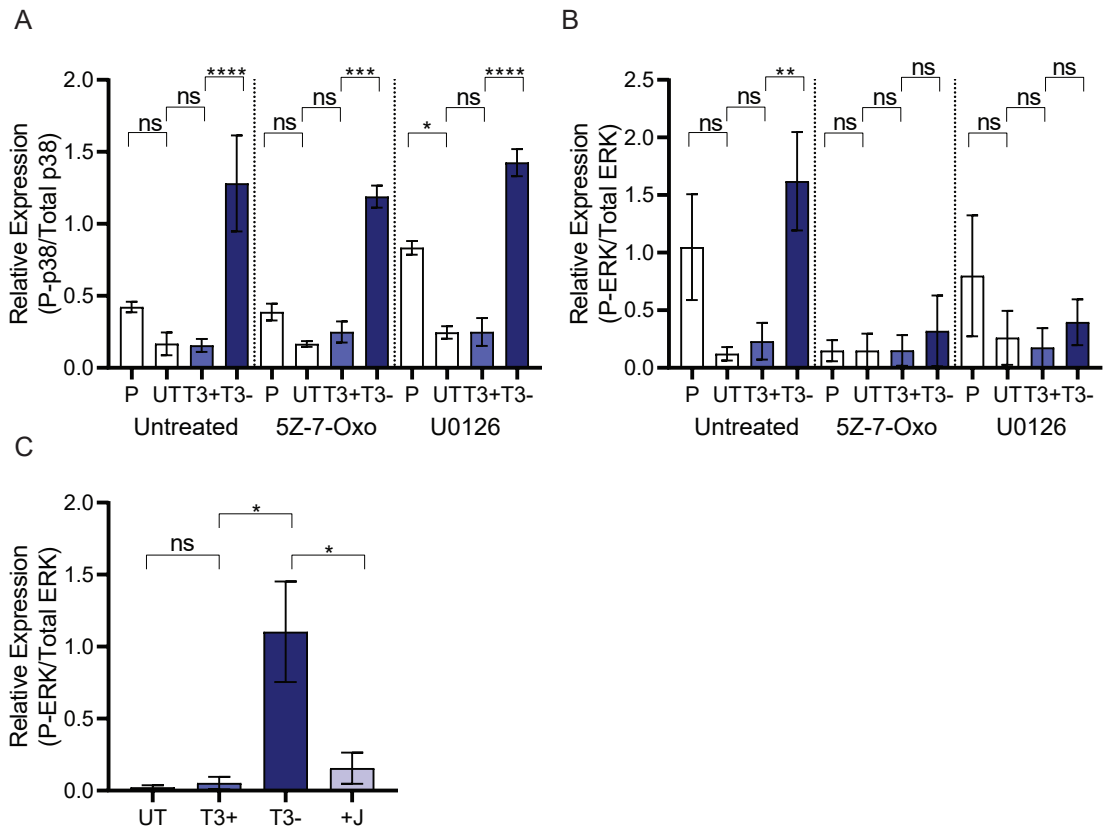 A
Relative Expression
(P-p38/Total p38)
2.0
1.5
1.0
0.5
0.0
ns
ns
****
ns
ns
***
*
ns
****
P UT T3+ T3- P UT T3+ T3- P UT T3+ T3-
Untreated 5Z-7-Oxo U0126
B
Relative Expression
(P-ERK/Total ERK)
2.5
2.0
1.5
1.0
0.5
0.0
ns
ns
**
ns
ns
ns
ns
ns
ns
P UT T3+ T3- P UT T3+ T3- P UT T3+ T3-
Untreated 5Z-7-Oxo U0126
C
Relative Expression
(P-ERK/Total ERK)
2.0
1.5
1.0
0.5
0.0
ns
*
*
UT T3+ T3- +J